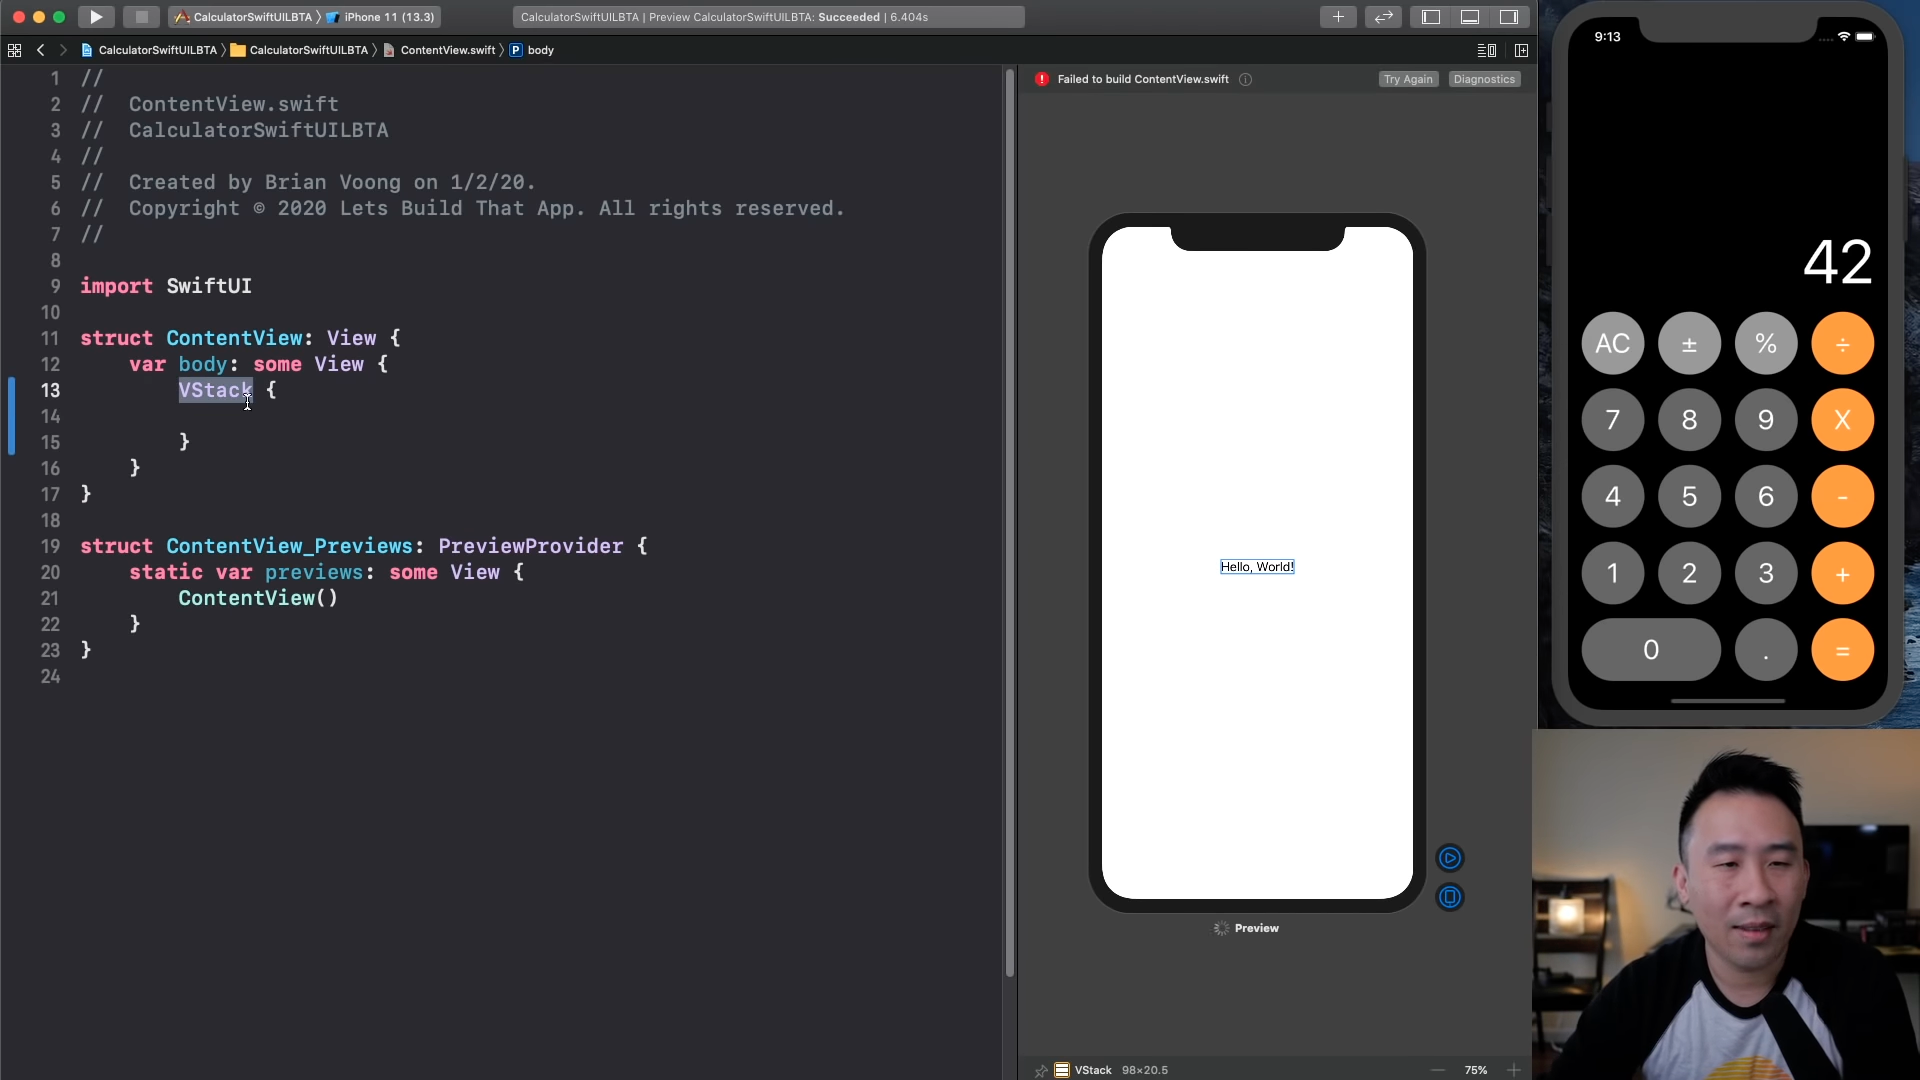 CalculatorSwiftUILBTA 〉 iPhone 11 (13.3)
CalculatorSwiftUILBTA | Preview CalculatorSwiftUILBTA: Succeeded | 6.404s
CalculatorSwiftUILBTA 〉 CalculatorSwiftUILBTA 〉 ContentView.swift 〉 P body
1 //
2 //  ContentView.swift
3 //  CalculatorSwiftUILBTA
4 //
5 //  Created by Brian Voong on 1/2/20.
6 //  Copyright © 2020 Lets Build That App. All rights reserved.
7 //
8
9 import SwiftUI
10
11 struct ContentView: View {
12     var body: some View {
13         VStack {
14
15         }
16     }
17 }
18
19 struct ContentView_Previews: PreviewProvider {
20     static var previews: some View {
21         ContentView()
22     }
23 }
24
Failed to build ContentView.swift
Try Again
Diagnostics
Hello, World!
Preview
VStack 98×20.5
75%
9:13
42
AC ± % ÷
7 8 9 X
4 5 6 -
1 2 3 +
0 . =